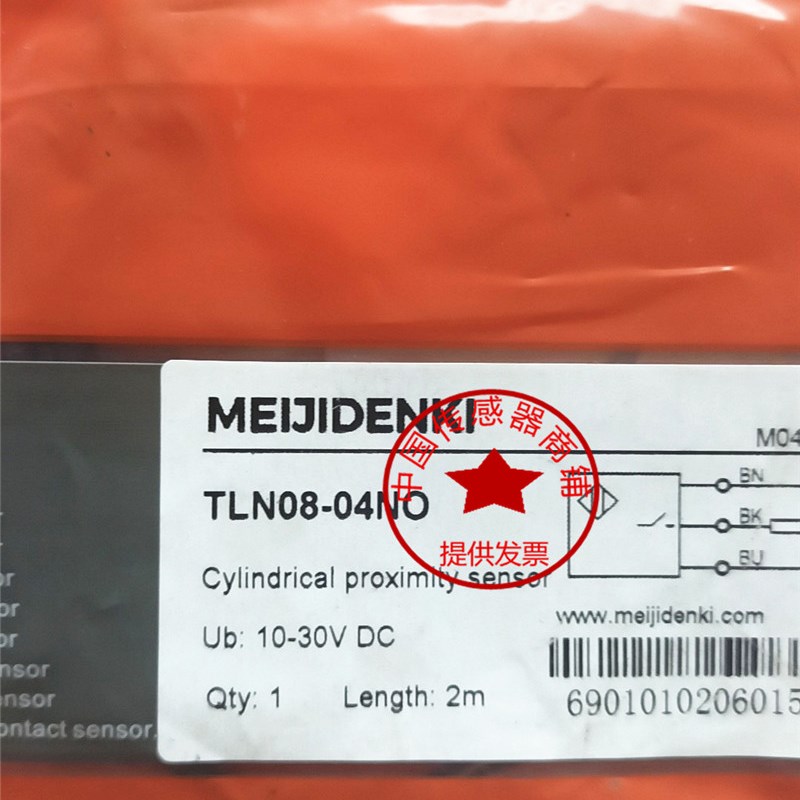 MEIJIDENKI
M04
TLN08-04NO
BN
BK
BU
Cylindrical proximity sensor
www.meijidenki.com
Ub: 10-30V DC
Qty: 1 Length: 2m
6901010206015
中国传感器商铺
提供发票
or
or
or
nsor
ensor
ontact sensor.